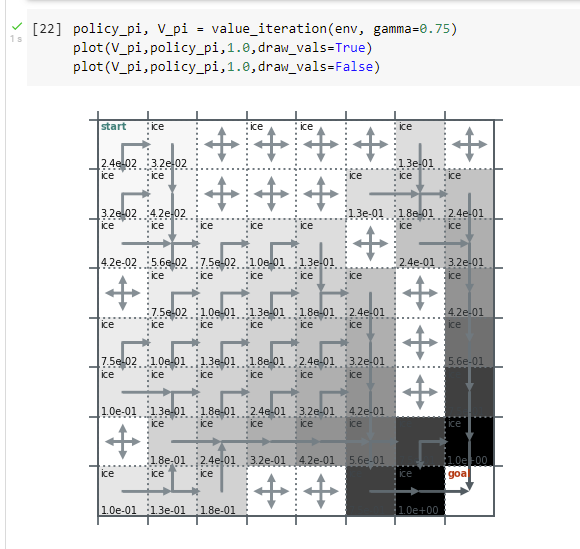 1s
[22] policy_pi, V_pi = value_iteration(env, gamma=0.75)
plot(V_pi,policy_pi,1.0,draw_vals=True)
plot(V_pi,policy_pi,1.0,draw_vals=False)
start ice ice
2.4e-02 3.2e-02 1.3e-01
ice ice ice ice ice
3.2e-02 4.2e-02 1.3e-01 1.8e-01 2.4e-01
ice ice ice ice ice ice ice
4.2e-02 5.6e-02 7.5e-02 1.0e-01 1.3e-01 2.4e-01 3.2e-01
ice ice ice ice ice ice
7.5e-02 1.0e-01 1.3e-01 1.8e-01 2.4e-01 4.2e-01
ice ice ice ice ice ice ice
7.5e-02 1.0e-01 1.3e-01 1.8e-01 2.4e-01 3.2e-01 5.6e-01
ice ice ice ice ice ice
1.0e-01 1.3e-01 1.8e-01 2.4e-01 3.2e-01 4.2e-01
ice ice ice ice ice ice
1.8e-01 2.4e-01 3.2e-01 4.2e-01 5.6e-01 1.0e+00
ice ice ice ice goal
1.0e-01 1.3e-01 1.8e-01 1.0e+00